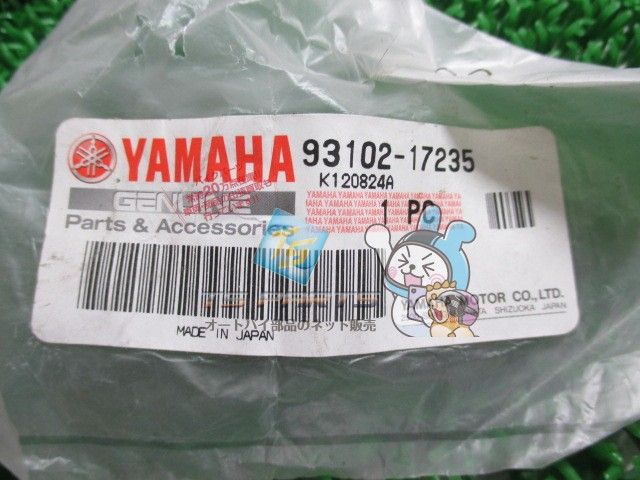 YAMAHA 93102-17235
GENUINE K120824A
Parts & Accessories 1 PC
YAMAHA YAMAHA YAMAHA YAMAHA YAMAHA YA
MADE IN JAPAN
オートバイ部品のネット販売
YAMAHA MOTOR CO., LTD.
SHIZUOKA JAPAN